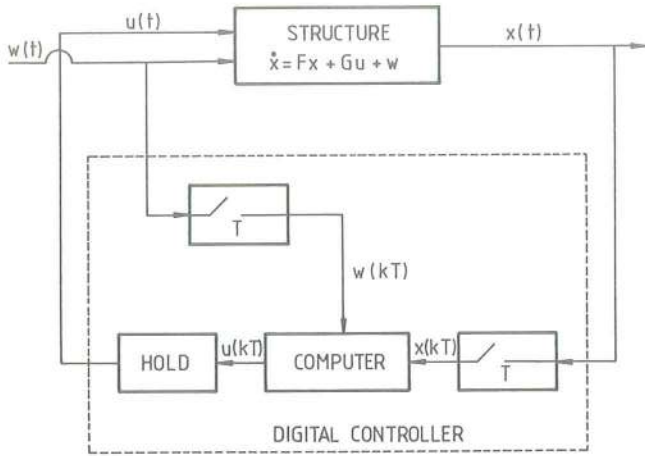 u(t)
w(t)
STRUCTURE
ẋ = Fx + Gu + w
x(t)
T
w(kT)
HOLD
u(kT)
COMPUTER
x(kT)
T
DIGITAL CONTROLLER